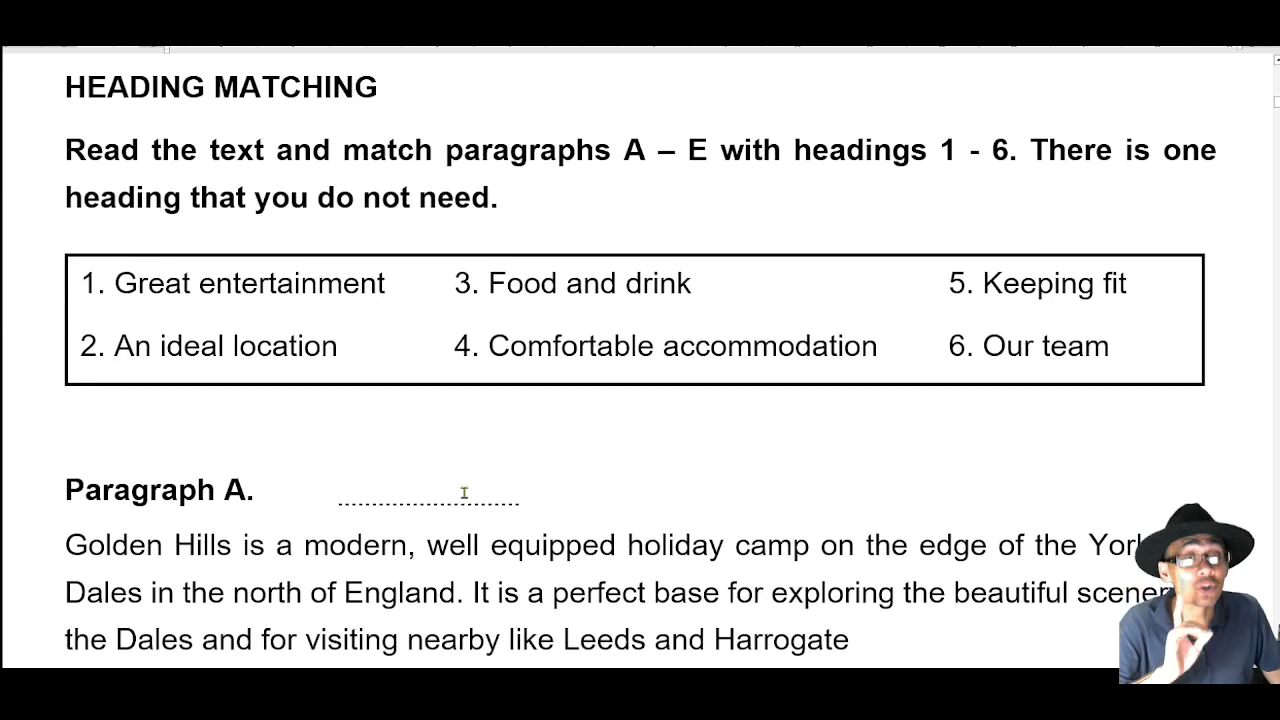 HEADING MATCHING
Read the text and match paragraphs A – E with headings 1 - 6. There is one
heading that you do not need.
1. Great entertainment 3. Food and drink 5. Keeping fit
2. An ideal location 4. Comfortable accommodation 6. Our team
Paragraph A.
Golden Hills is a modern, well equipped holiday camp on the edge of the
Dales in the north of England. It is a perfect base for exploring the beautiful
the Dales and for visiting nearby like Leeds and Harrogate